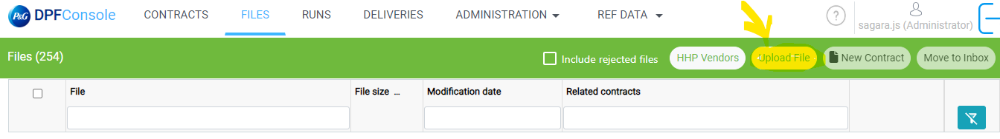 P&G DPFConsole CONTRACTS FILES RUNS DELIVERIES ADMINISTRATION REF DATA ?
sagara.js (Administrator)
Files (254) Include rejected files HHP Vendors Upload File New Contract Move to Inbox
File File size ... Modification date Related contracts